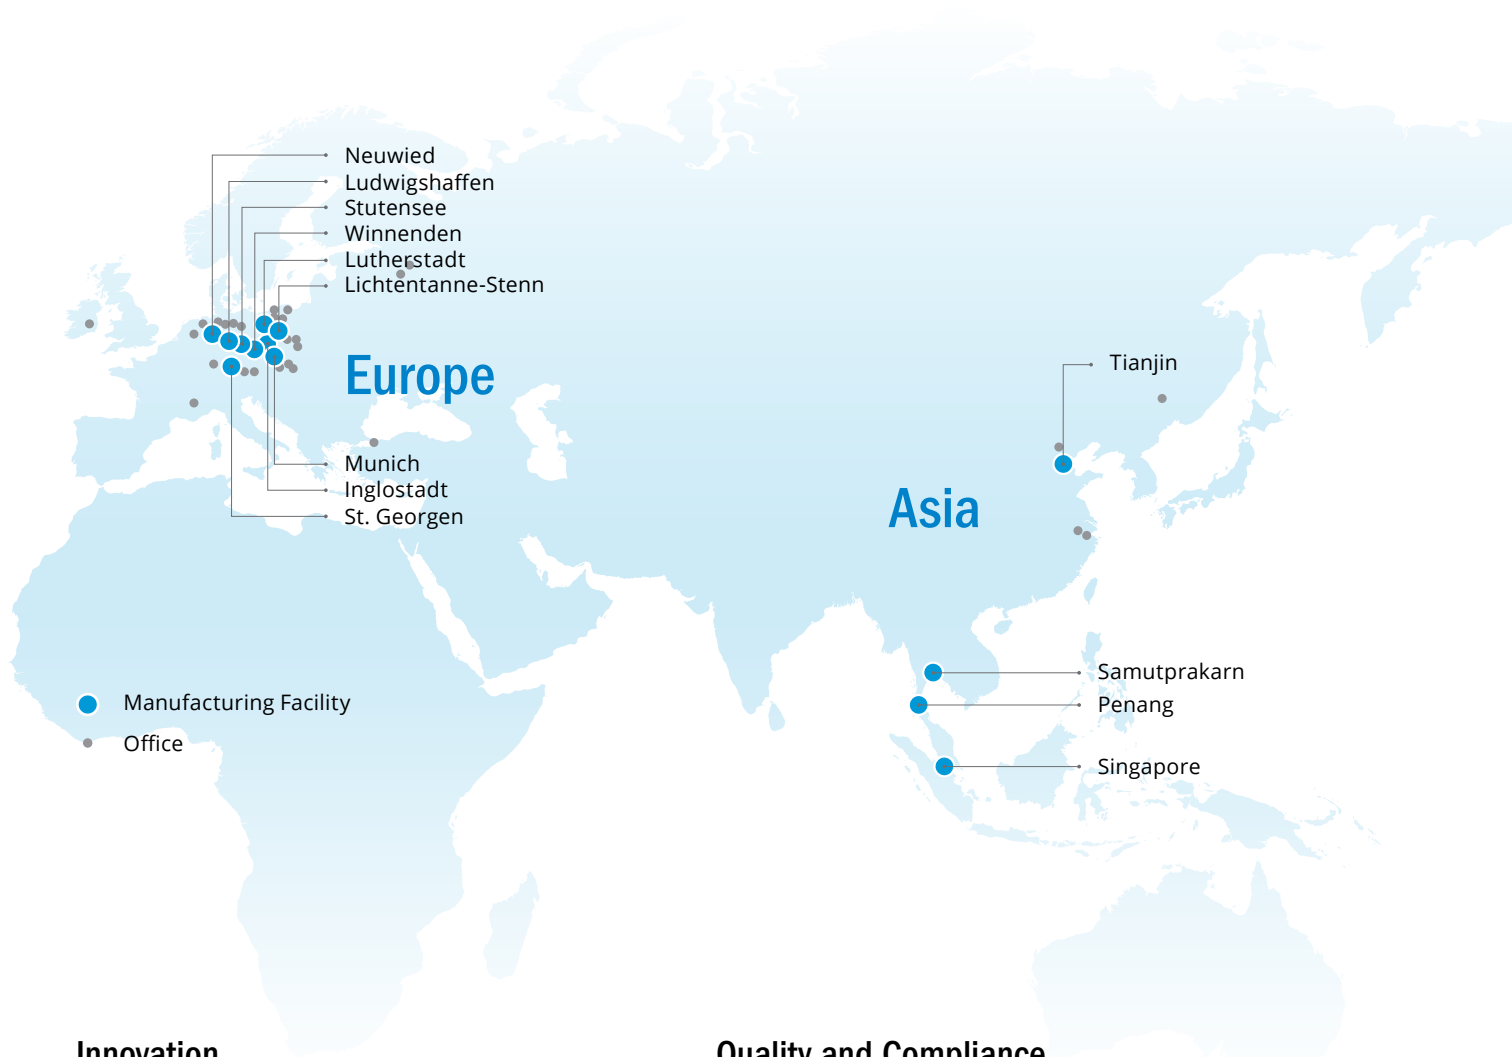 Neuwied
Ludwigshaffen
Stutensee
Winnenden
Lutherstadt
Lichtentanne-Stenn
Europe
Munich
Inglostadt
St. Georgen
Tianjin
Asia
Samutprakarn
Penang
Singapore
Manufacturing Facility
Office
Innovation
Quality and Compliance